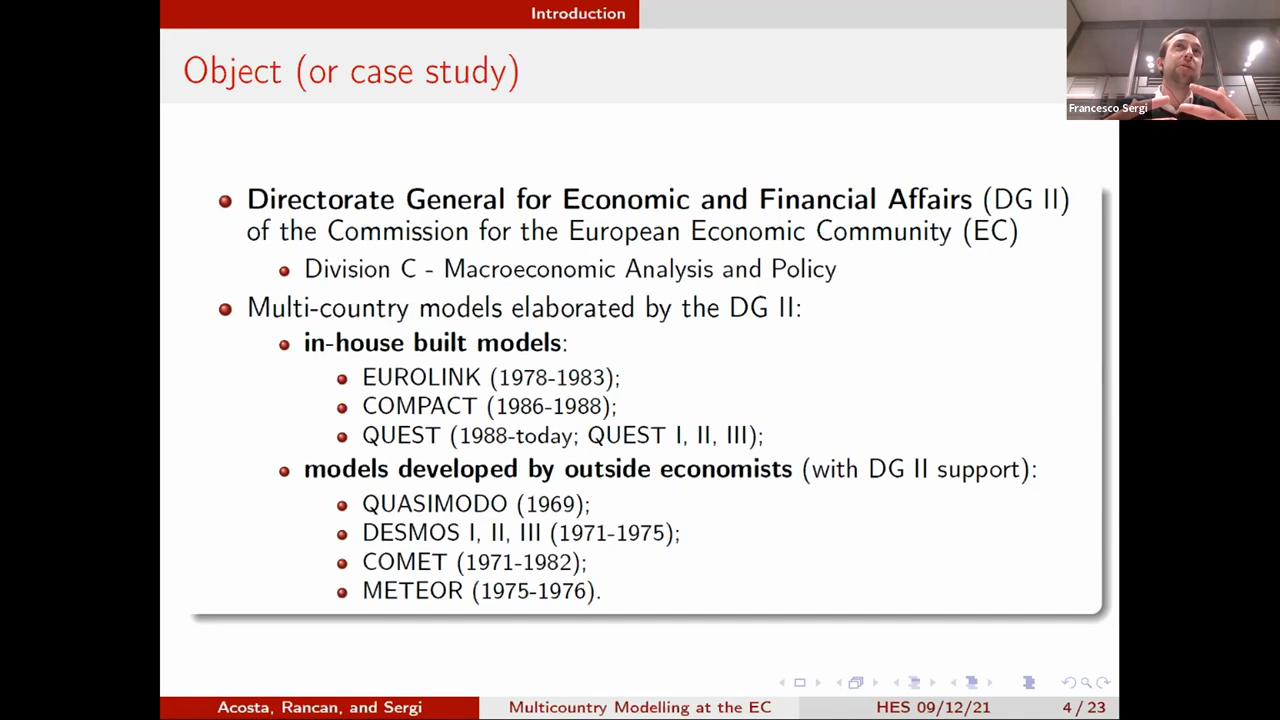 Introduction
Object (or case study)
Francesco Sergi
Directorate General for Economic and Financial Affairs (DG II)
of the Commission for the European Economic Community (EC)
Division C - Macroeconomic Analysis and Policy
Multi-country models elaborated by the DG II:
in-house built models:
EUROLINK (1978-1983);
COMPACT (1986-1988);
QUEST (1988-today; QUEST I, II, III);
models developed by outside economists (with DG II support):
QUASIMODO (1969);
DESMOS I, II, III (1971-1975);
COMET (1971-1982);
METEOR (1975-1976).
Acosta, Rancan, and Sergi Multicountry Modelling at the EC HES 09/12/21 4 / 23